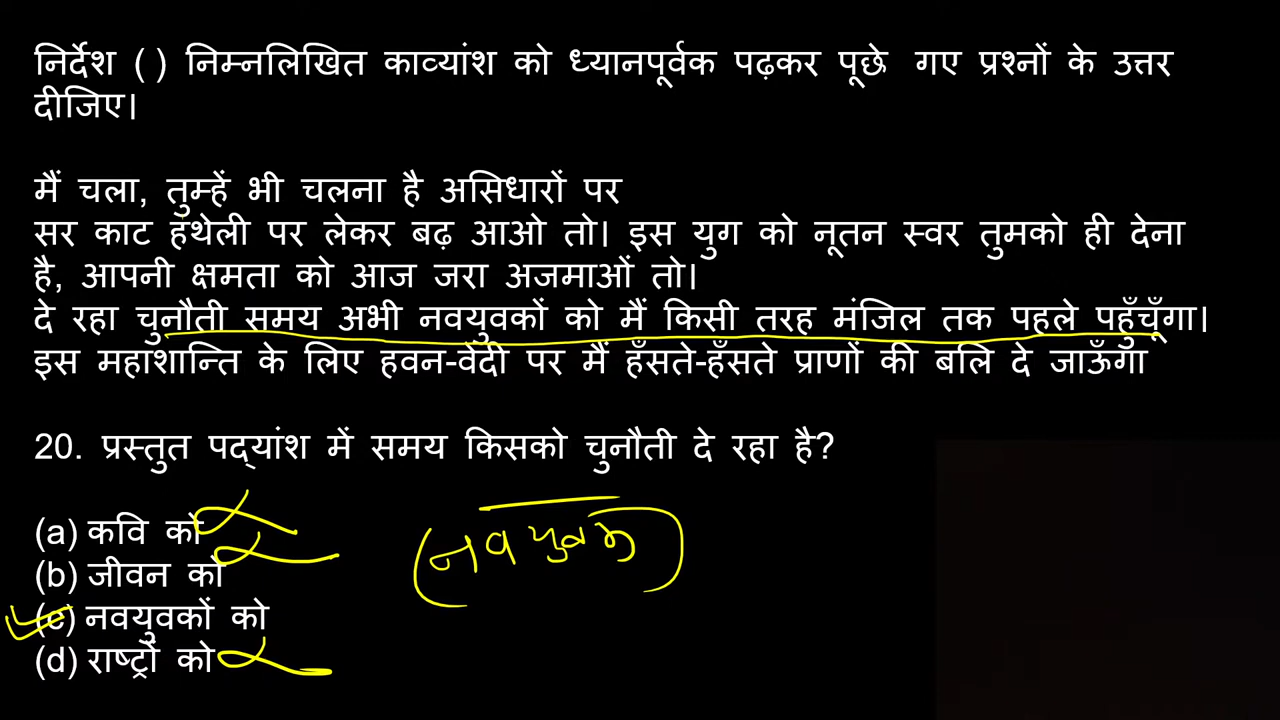 निर्देश ( ) निम्नलिखित काव्यांश को ध्यानपूर्वक पढ़कर पूछे गए प्रश्नों के उत्तर
दीजिए।
मैं चला, तुम्हें भी चलना है असिधारों पर
सर काट हंथेली पर लेकर बढ़ आओ तो। इस युग को नूतन स्वर तुमको ही देना
है, आपनी क्षमता को आज जरा अजमाओं तो।
दे रहा चुनौती समय अभी नवयुवकों को मैं किसी तरह मंजिल तक पहले पहुँचूँगा।
इस महाशान्ति के लिए हवन-वेदी पर मैं हँसते-हँसते प्राणों की बलि दे जाऊँगा
20. प्रस्तुत पद्यांश में समय किसको चुनौती दे रहा है?
(a) कवि को
(b) जीवन को
(नवयुवक)
(c) नवयुवकों को
(d) राष्ट्रों को